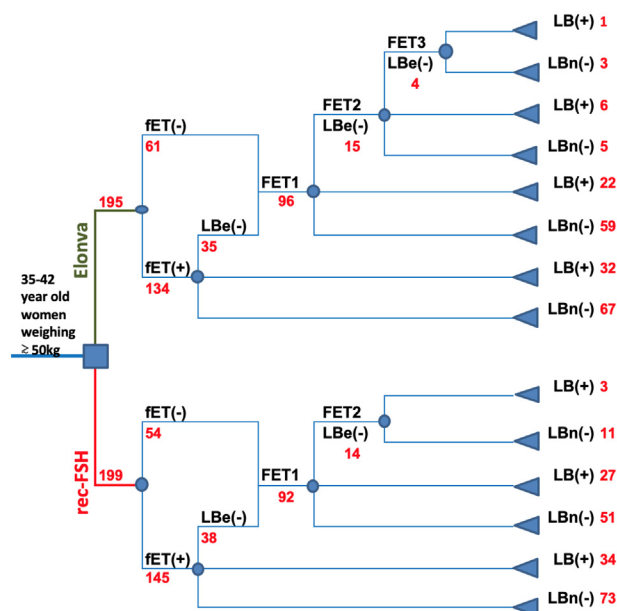 LB(+) 1
FET3
LBe(-)
4
LBn(-) 3
FET2
LBe(-)
15
LB(+) 6
fET(-)
61
LBn(-) 5
FET1
96
LB(+) 22
195
LBe(-)
35
LBn(-) 59
Elonva
fET(+)
134
LB(+) 32
35-42
year old
women
weighing
≥ 50kg
LBn(-) 67
LB(+) 3
fET(-)
54
FET2
LBe(-)
14
LBn(-) 11
rec-FSH
199
FET1
92
LB(+) 27
LBe(-)
38
LBn(-) 51
fET(+)
145
LB(+) 34
LBn(-) 73